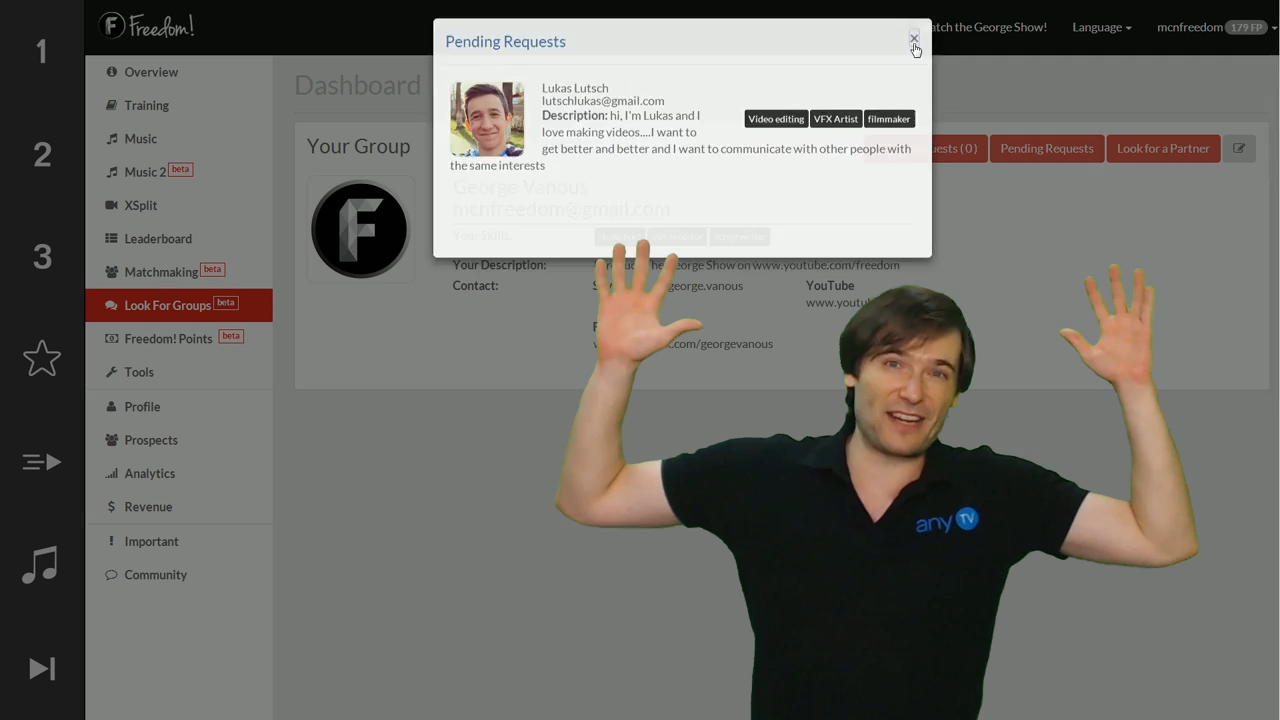 1
2
3
Freedom!
atch the George Show!
Language
mcnfreedom 179 FP
Overview
Training
Music
Music 2 beta
XSplit
Leaderboard
Matchmaking beta
Look For Groups beta
Freedom! Points beta
Tools
Profile
Prospects
Analytics
Revenue
Important
Community
Dashboard
Your Group
Pending Requests
×
Lukas Lutsch
lutschlukas@gmail.com
Description: hi, I'm Lukas and I
love making videos....I want to
get better and better and I want to communicate with other people with
the same interests
Video editing VFX Artist filmmaker
quests ( 0 )
Pending Requests
Look for a Partner
George Vanous
mcnfreedom@gmail.com
Your Skills:
Your Description:
George Show on www.youtube.com/freedom
Contact:
george.vanous
YouTube
www.youtu
.com/georgevanous
any TV